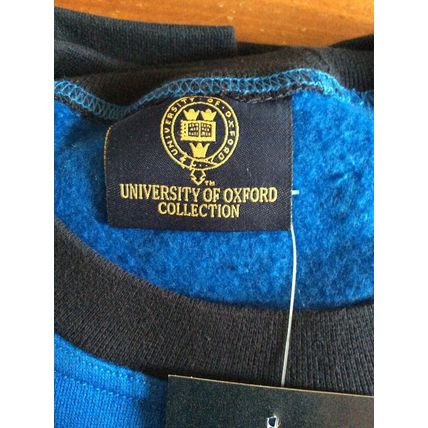 UNIVERSITY · OF · OXFORD
TM
UNIVERSITY OF OXFORD
COLLECTION